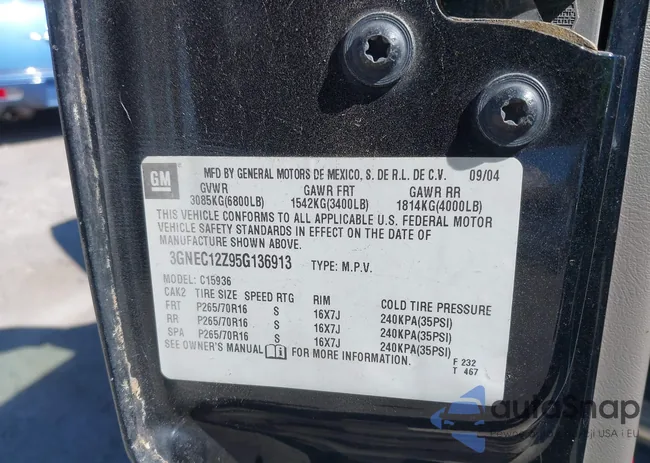 GM
MFD BY GENERAL MOTORS DE MEXICO, S. DE R.L. DE C.V. 09/04
GVWR GAWR FRT GAWR RR
3085KG(6800LB) 1542KG(3400LB) 1814KG(4000LB)
THIS VEHICLE CONFORMS TO ALL APPLICABLE U.S. FEDERAL MOTOR
VEHICLE SAFETY STANDARDS IN EFFECT ON THE DATE OF
MANUFACTURE SHOWN ABOVE.
3GNEC12Z95G136913 TYPE: M.P.V.
MODEL: C15936
CAK2 TIRE SIZE SPEED RTG RIM COLD TIRE PRESSURE
FRT P265/70R16 S 16X7J 240KPA(35PSI)
RR P265/70R16 S 16X7J 240KPA(35PSI)
SPA P265/70R16 S 16X7J 240KPA(35PSI)
SEE OWNER'S MANUAL FOR MORE INFORMATION.
F 232
T 467
autoSnap
USA i EU